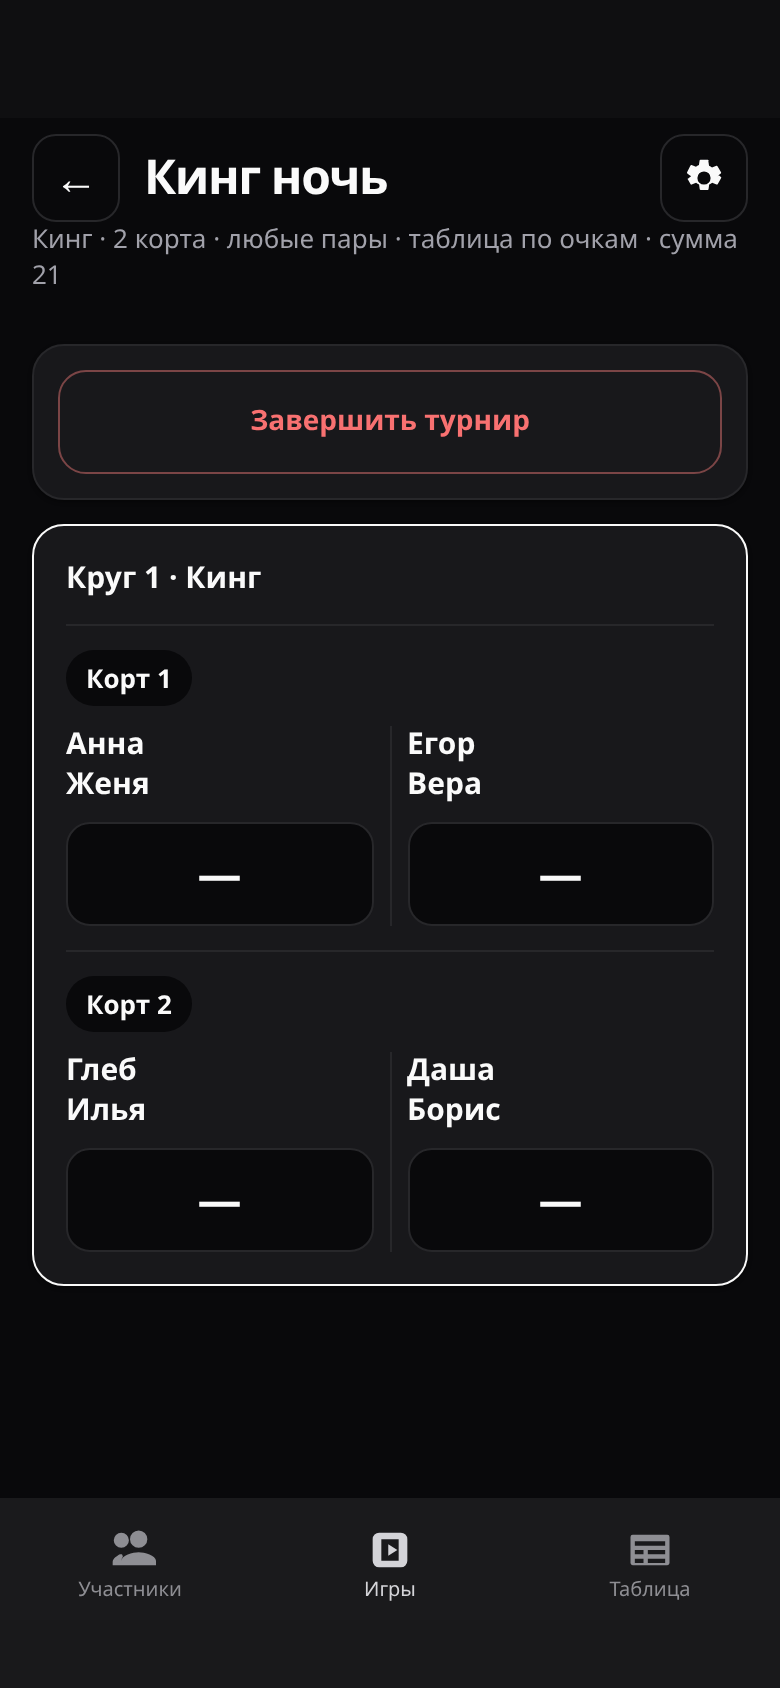 ←
Кинг ночь
Кинг · 2 корта · любые пары · таблица по очкам · сумма
21
Завершить турнир
Круг 1 · Кинг
Корт 1
Анна
Женя
Егор
Вера
—
—
Корт 2
Глеб
Илья
Даша
Борис
—
—
Участники
Игры
Таблица